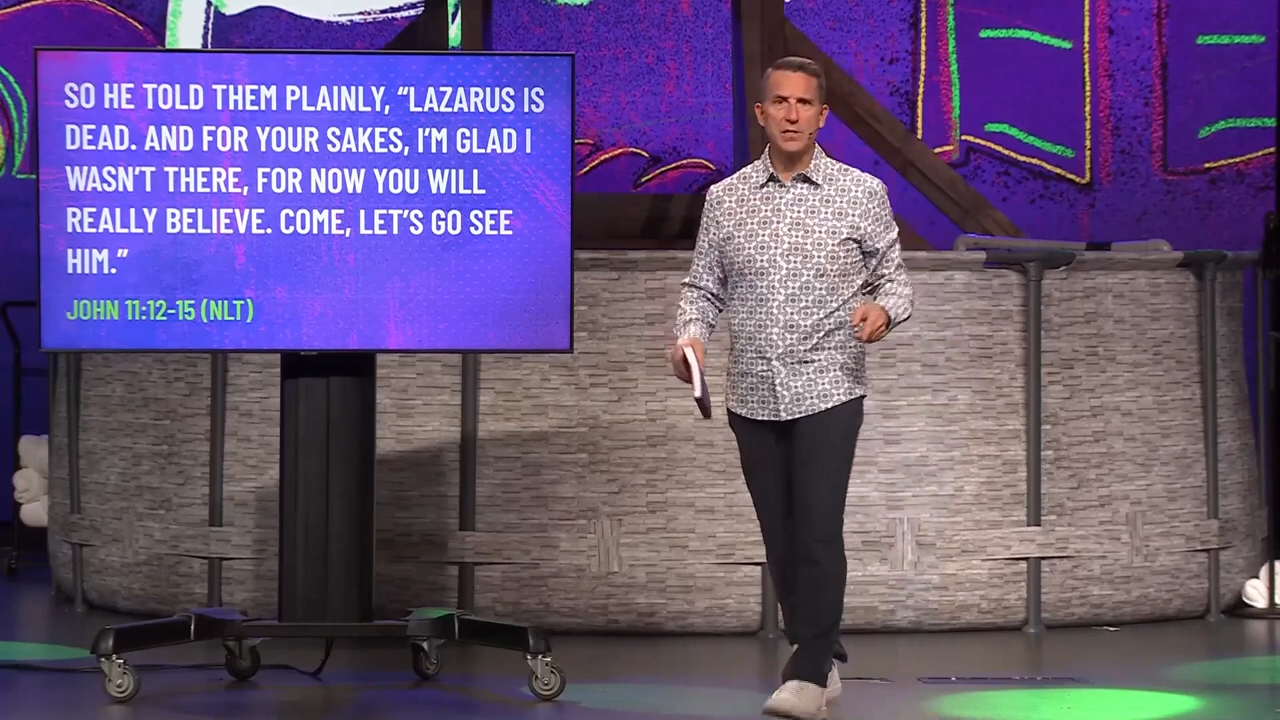 SO HE TOLD THEM PLAINLY, “LAZARUS IS
DEAD. AND FOR YOUR SAKES, I’M GLAD I
WASN’T THERE, FOR NOW YOU WILL
REALLY BELIEVE. COME, LET’S GO SEE
HIM.”
JOHN 11:12-15 (NLT)